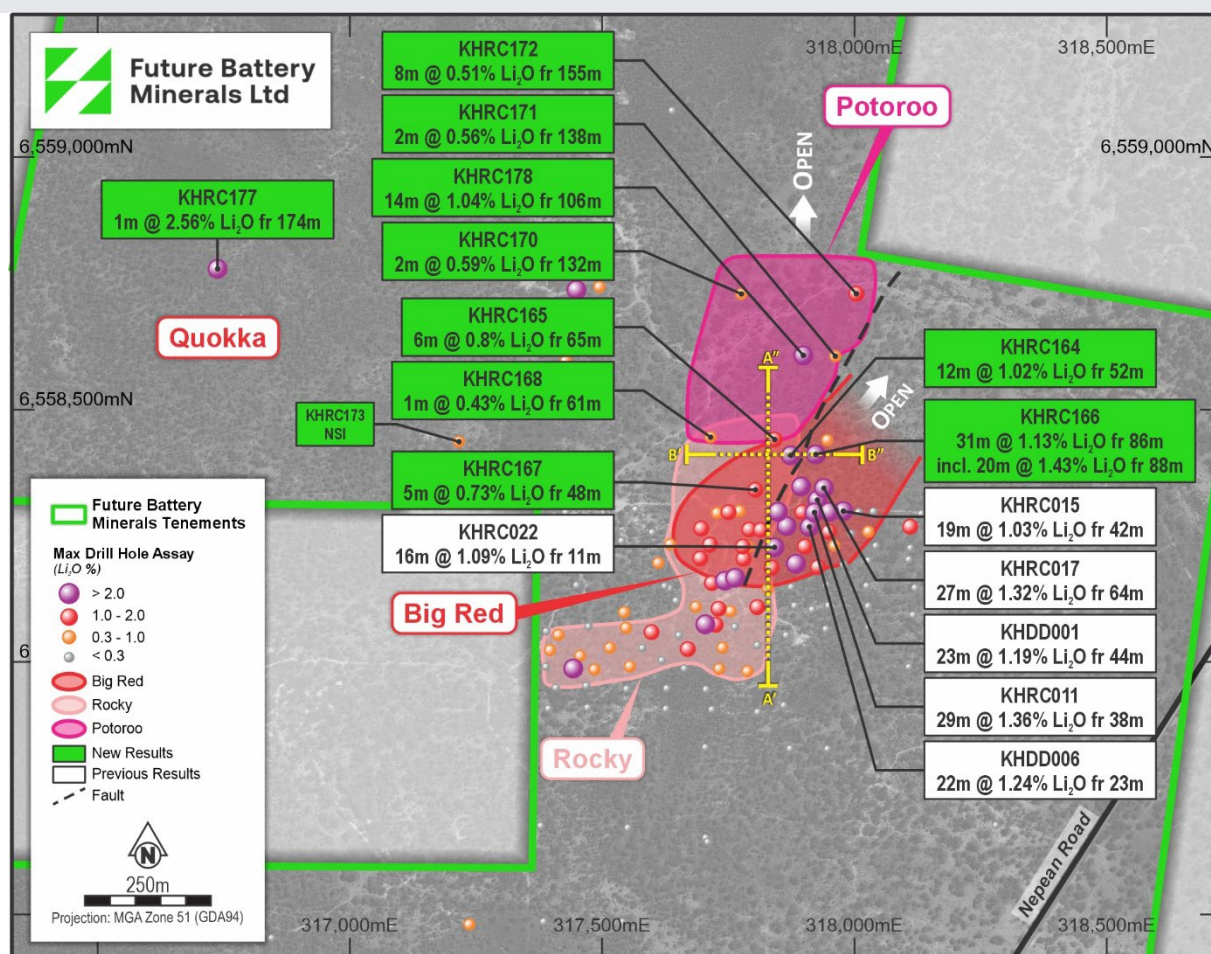 Future Battery
Minerals Ltd
318,000mE
318,500mE
6,559,000mN
6,559,000mN
KHRC172
8m @ 0.51% Li₂O fr 155m
KHRC171
2m @ 0.56% Li₂O fr 138m
KHRC178
14m @ 1.04% Li₂O fr 106m
KHRC170
2m @ 0.59% Li₂O fr 132m
KHRC165
6m @ 0.8% Li₂O fr 65m
KHRC168
1m @ 0.43% Li₂O fr 61m
KHRC167
5m @ 0.73% Li₂O fr 48m
KHRC022
16m @ 1.09% Li₂O fr 11m
KHRC177
1m @ 2.56% Li₂O fr 174m
Quokka
Potoroo
OPEN
6,558,500mN
KHRC173
NSI
A"
B'
B"
OPEN
KHRC164
12m @ 1.02% Li₂O fr 52m
KHRC166
31m @ 1.13% Li₂O fr 86m
incl. 20m @ 1.43% Li₂O fr 88m
KHRC015
19m @ 1.03% Li₂O fr 42m
KHRC017
27m @ 1.32% Li₂O fr 64m
KHDD001
23m @ 1.19% Li₂O fr 44m
KHRC011
29m @ 1.36% Li₂O fr 38m
KHDD006
22m @ 1.24% Li₂O fr 23m
Big Red
A'
Rocky
Nepean Road
6
Future Battery
Minerals Tenements
Max Drill Hole Assay
(Li₂O %)
> 2.0
1.0 - 2.0
0.3 - 1.0
< 0.3
Big Red
Rocky
Potoroo
New Results
Previous Results
Fault
N
250m
Projection: MGA Zone 51 (GDA94)
317,000mE
317,500mE
318,000mE
318,500mE